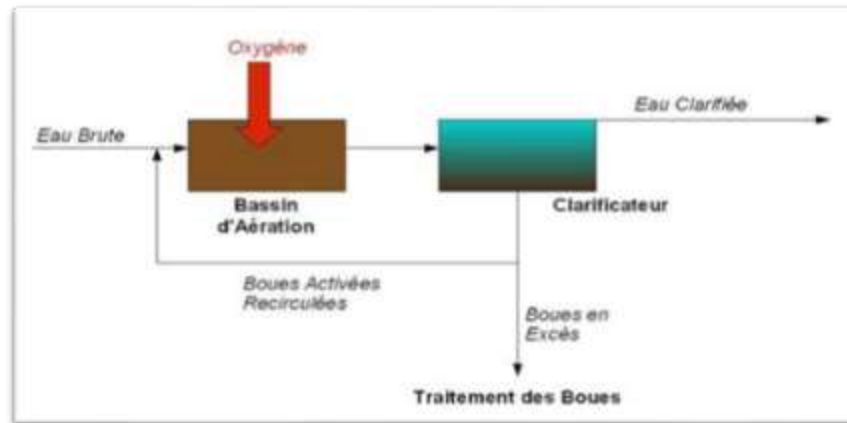 Oxygène
Eau Brute
Eau Clarifiée
Bassin
d'Aération
Clarificateur
Boues Activées
Recirculées
Boues en
Excès
Traitement des Boues